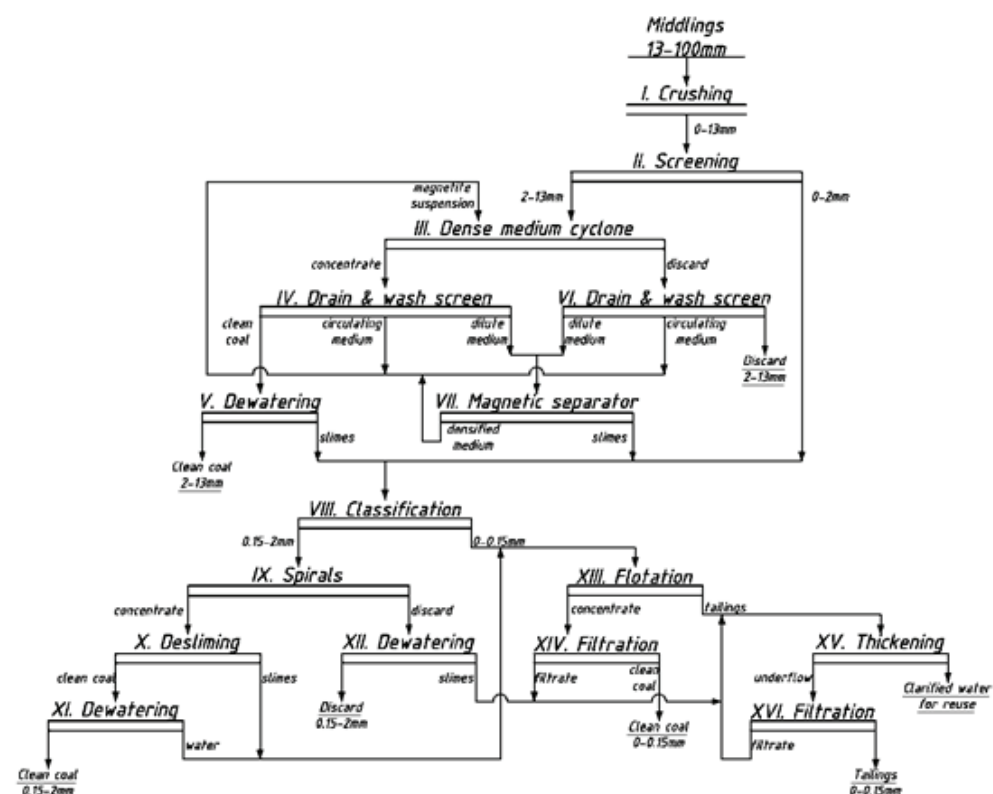 Middlings
13-100mm
I. Crushing
0-13mm
II. Screening
magnetite
suspension
2-13mm
0-2mm
III. Dense medium cyclone
concentrate
discard
IV. Drain & wash screen
VI. Drain & wash screen
clean
coal
circulating
medium
dilute
medium
dilute
medium
circulating
medium
Discard
2-13mm
V. Dewatering
VII. Magnetic separator
slimes
densified
medium
slimes
Clean coal
2-13mm
VIII. Classification
0.15-2mm
0-0.15mm
IX. Spirals
XIII. Flotation
concentrate
discard
concentrate
tailings
X. Desliming
XII. Dewatering
XIV. Filtration
XV. Thickening
clean coal
slimes
slimes
filtrate
clean
coal
underflow
Clarified water
for reuse
Discard
0.15-2mm
XI. Dewatering
XVI. Filtration
water
Clean coal
0-0.15mm
filtrate
Clean coal
0.15-2mm
Tailings
0-0.15mm